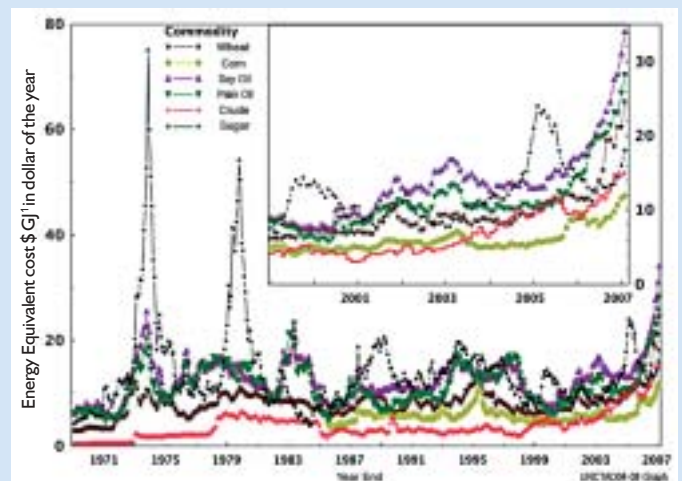 Energy Equivalent cost $ GJ¹ in dollar of the year
80
60
40
20
0
Commodity
Wheat
Corn
Soy Oil
Palm Oil
Crude
Sugar
30
20
10
0
2001 2003 2005 2007
1971 1975 1979 1983 1987 1991 1995 1999 2003 2007
Year End